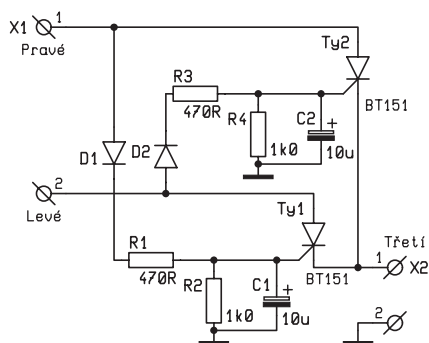 X1
1
Pravé
Ty2
R3
470R
BT151
R4
1k0
C2
+
10u
D1
D2
2
Levé
Ty1
R1
470R
BT151
Třetí
1
X2
R2
1k0
C1
+
10u
2